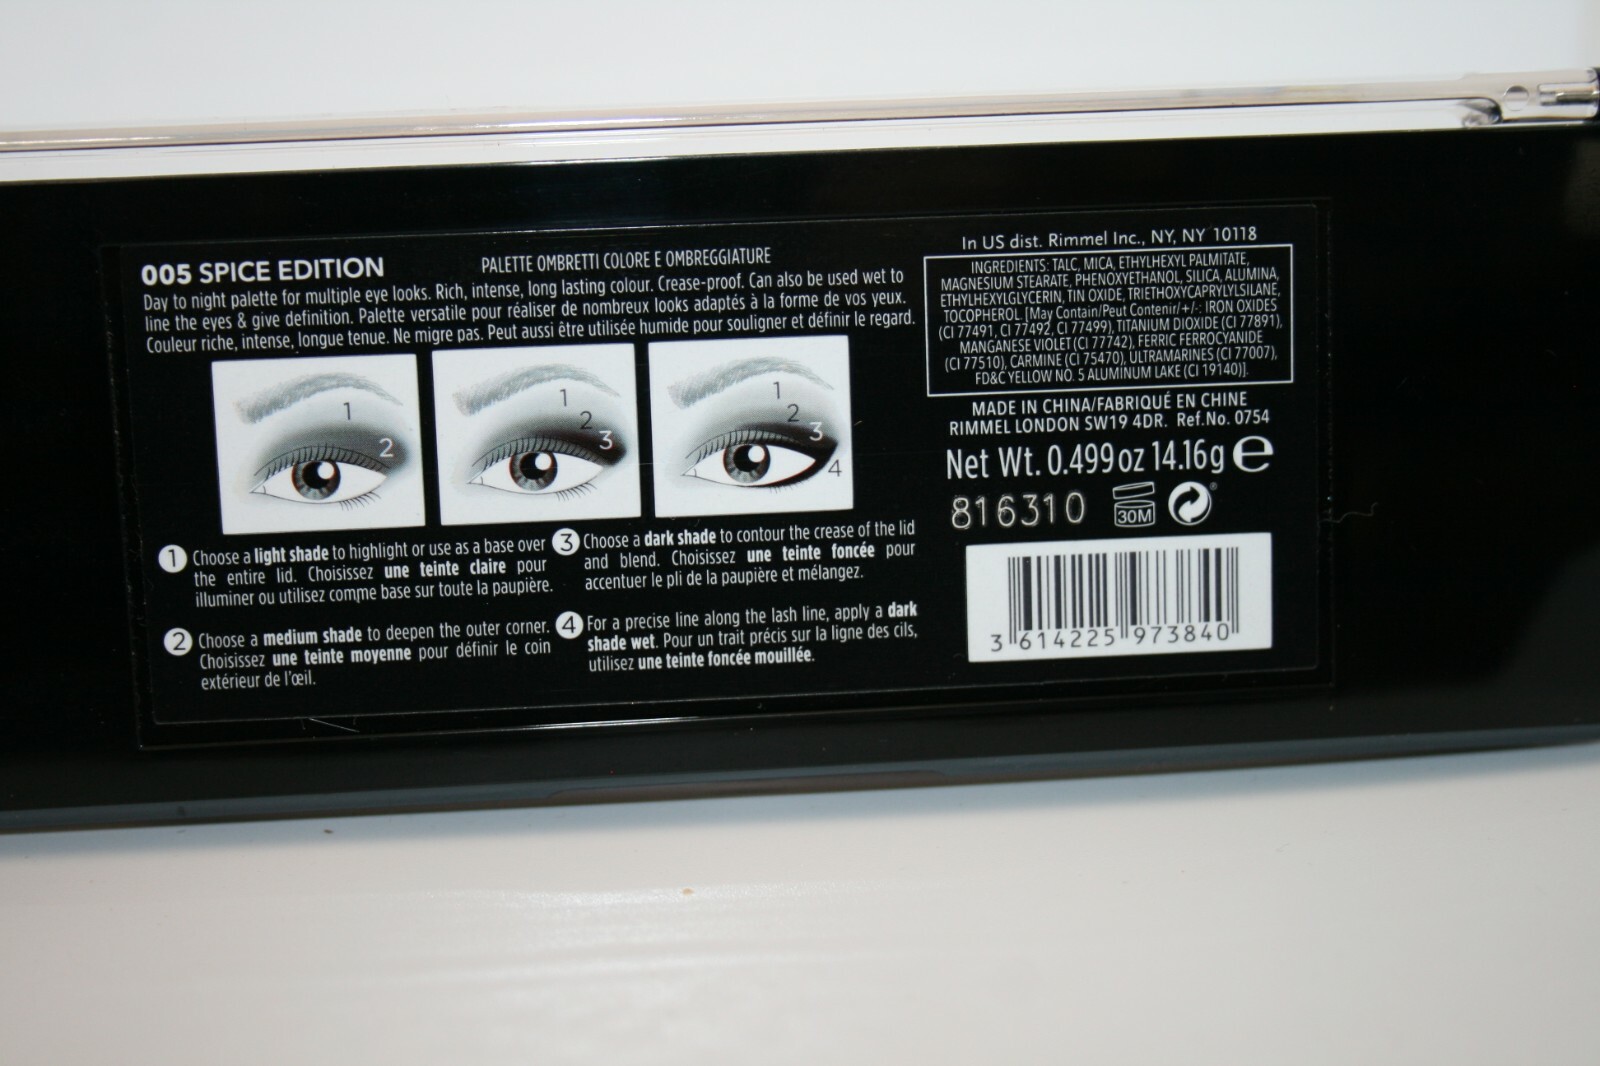 005 SPICE EDITION
PALETTE OMBRETTI COLORE E OMBREGGIATURE
Day to night palette for multiple eye looks. Rich, intense, long lasting colour. Crease-proof. Can also be used wet to
line the eyes & give definition. Palette versatile pour réaliser de nombreux looks adaptés à la forme de vos yeux.
Couleur riche, intense, longue tenue. Ne migre pas. Peut aussi être utilisée humide pour souligner et définir le regard.
1
2
1
2
3
1
2
3
4
1 Choose a light shade to highlight or use as a base over
the entire lid. Choisissez une teinte claire pour
illuminer ou utilisez comme base sur toute la paupière.
2 Choose a medium shade to deepen the outer corner.
Choisissez une teinte moyenne pour définir le coin
extérieur de l'œil.
3 Choose a dark shade to contour the crease of the lid
and blend. Choisissez une teinte foncée pour
accentuer le pli de la paupière et mélangez.
4 For a precise line along the lash line, apply a dark
shade wet. Pour un trait précis sur la ligne des cils,
utilisez une teinte foncée mouillée.
In US dist. Rimmel Inc., NY, NY 10118
INGREDIENTS: TALC, MICA, ETHYLHEXYL PALMITATE,
MAGNESIUM STEARATE, PHENOXYETHANOL, SILICA, ALUMINA,
ETHYLHEXYLGLYCERIN, TIN OXIDE, TRIETHOXYCAPRYLYLSILANE,
TOCOPHEROL. [May Contain/Peut Contenir/+/-: IRON OXIDES
(CI 77491, CI 77492, CI 77499), TITANIUM DIOXIDE (CI 77891),
MANGANESE VIOLET (CI 77742), FERRIC FERROCYANIDE
(CI 77510), CARMINE (CI 75470), ULTRAMARINES (CI 77007),
FD&C YELLOW NO. 5 ALUMINUM LAKE (CI 19140)].
MADE IN CHINA/FABRIQUÉ EN CHINE
RIMMEL LONDON SW19 4DR. Ref.No. 0754
Net Wt. 0.499oz 14.16g e
816310 30M
3 614225 973840